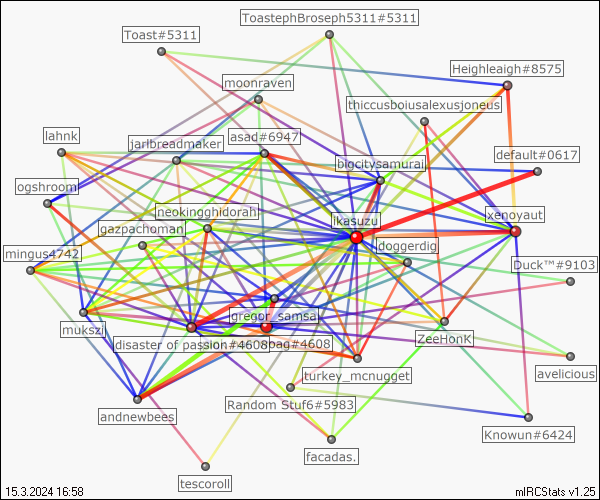 ToastephBroseph5311#5311
Toast#5311
Heighleaigh#8575
moonraven
thiccusboiusalexusjoneus
lahnk
asad#6947
jarlbreadmaker
default#0617
bigcitysamurai
ogshroom
neokingghidorah
Ikasuzu
xenoyaut
gazpachoman
doggerdig
mingus4742
Duck™#9103
gregor_samsa
mukszi
disaster of passion#4608
bag#4608
ZeeHonK
avelicious
turkey_mcnugget
andnewbees
Random Stuf6#5983
Knowun#6424
facadas.
tescoroll
15.3.2024 16:58
mIRCStats v1.25